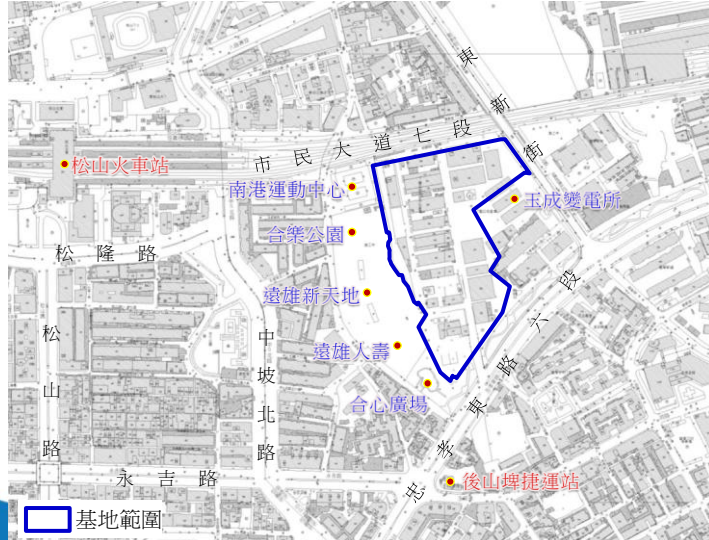 東新街
市民大道七段
松山火車站
南港運動中心
玉成變電所
合樂公園
松隆路
遠雄新天地
忠孝東路六段
松山路
中坡北路
遠雄人壽
合心廣場
永吉路
後山埤捷運站
基地範圍